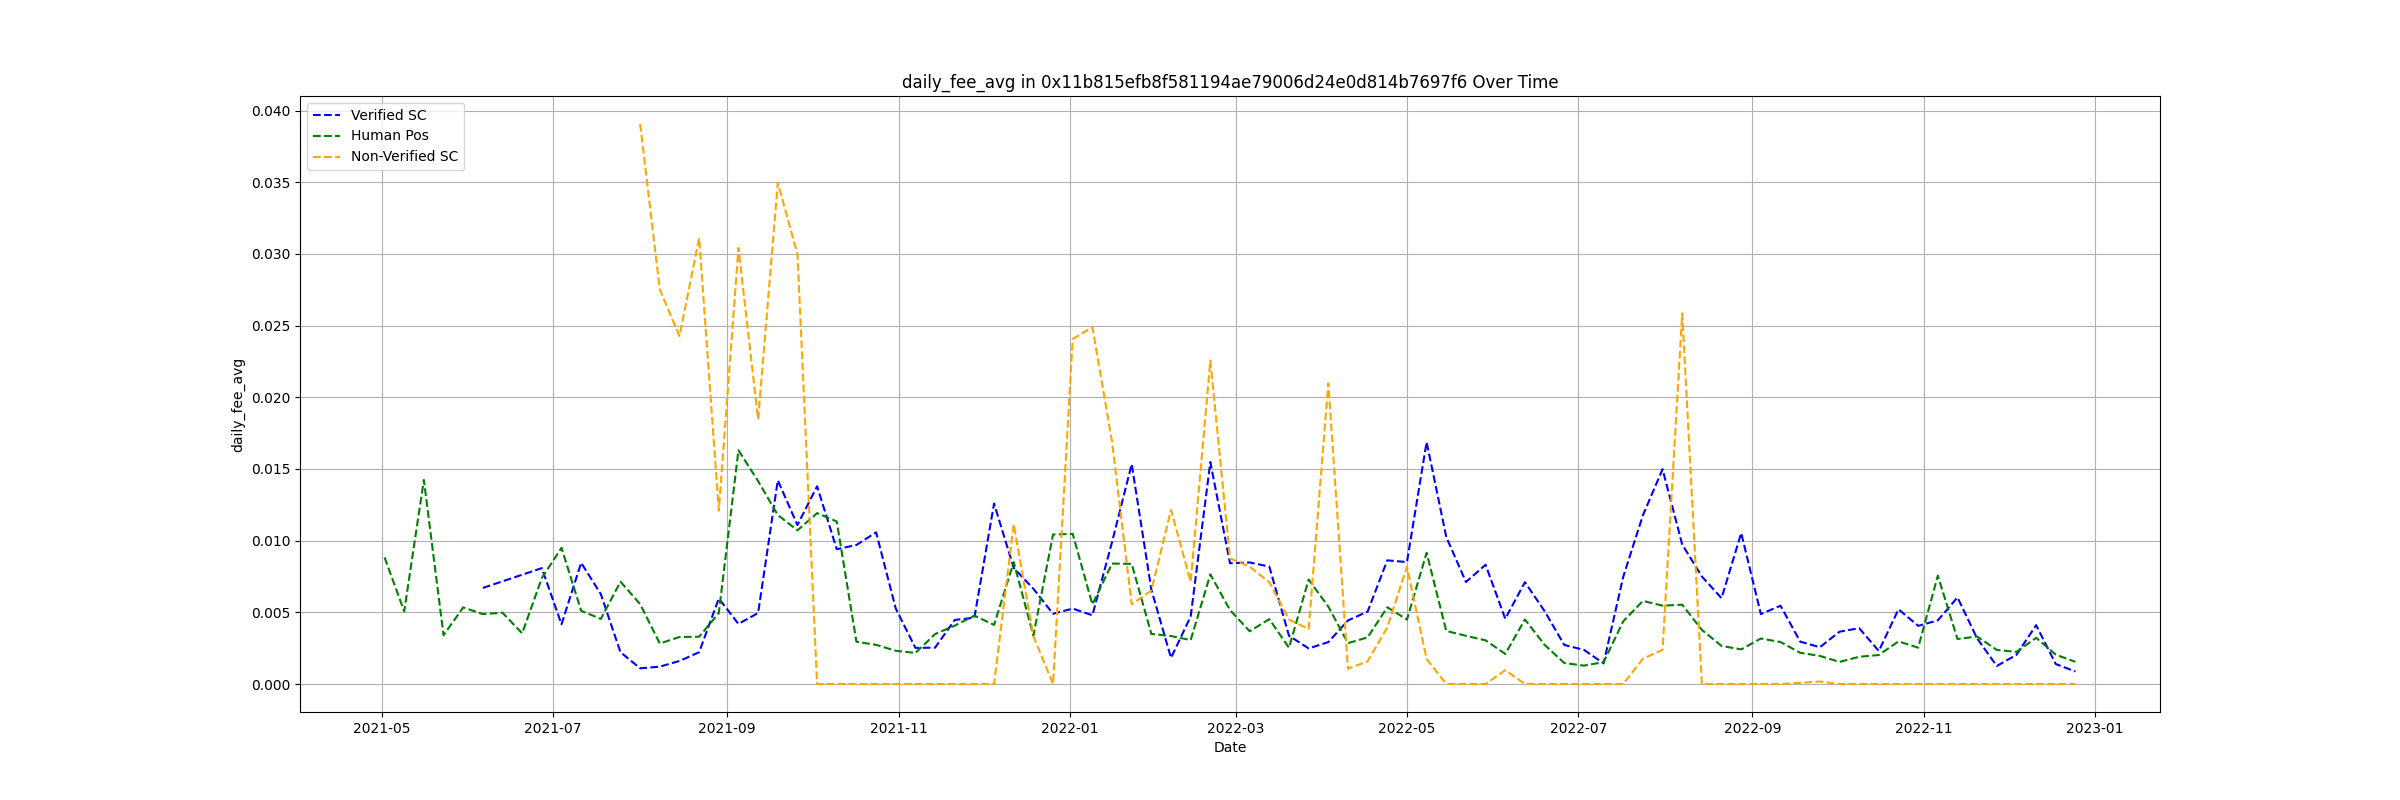 daily_fee_avg in 0x11b815efb8f581194ae79006d24e0d814b7697f6 Over Time
Verified SC
Human Pos
Non-Verified SC
daily_fee_avg
0.040
0.035
0.030
0.025
0.020
0.015
0.010
0.005
0.000
2021-05 2021-07 2021-09 2021-11 2022-01 2022-03 2022-05 2022-07 2022-09 2022-11 2023-01
Date